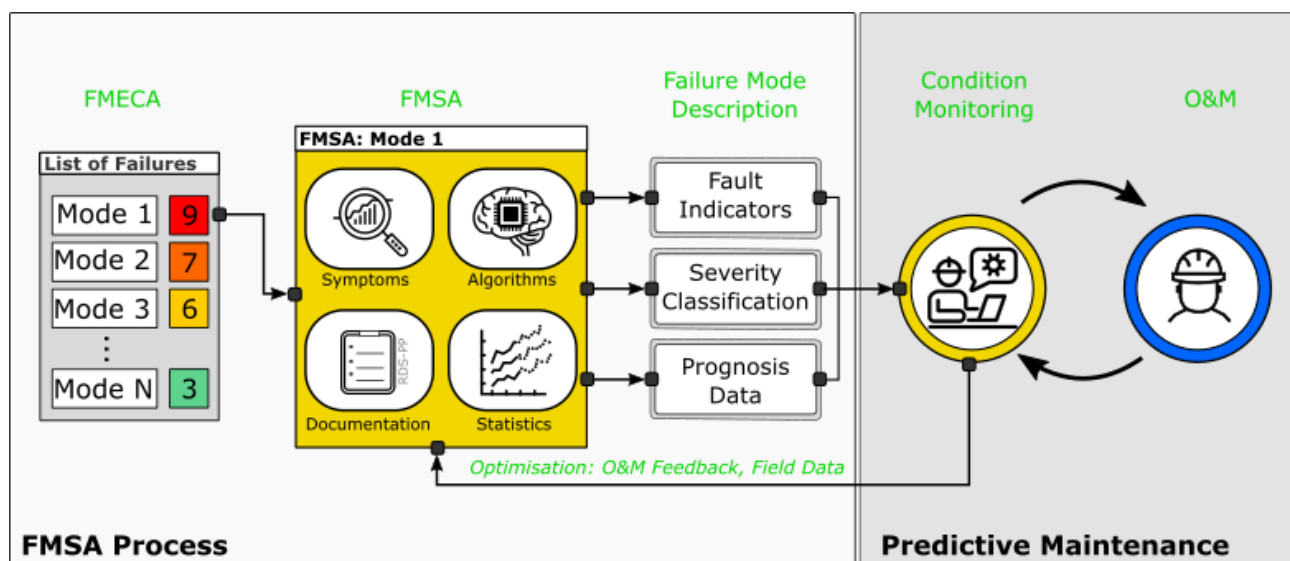 FMECA
FMSA
Failure Mode
Description
Condition
Monitoring
O&M
List of Failures
Mode 1
9
Mode 2
7
Mode 3
6
Mode N
3
FMSA: Mode 1
Symptoms
Algorithms
Documentation
RDS-PP
Statistics
Fault
Indicators
Severity
Classification
Prognosis
Data
Optimisation: O&M Feedback, Field Data
FMSA Process
Predictive Maintenance